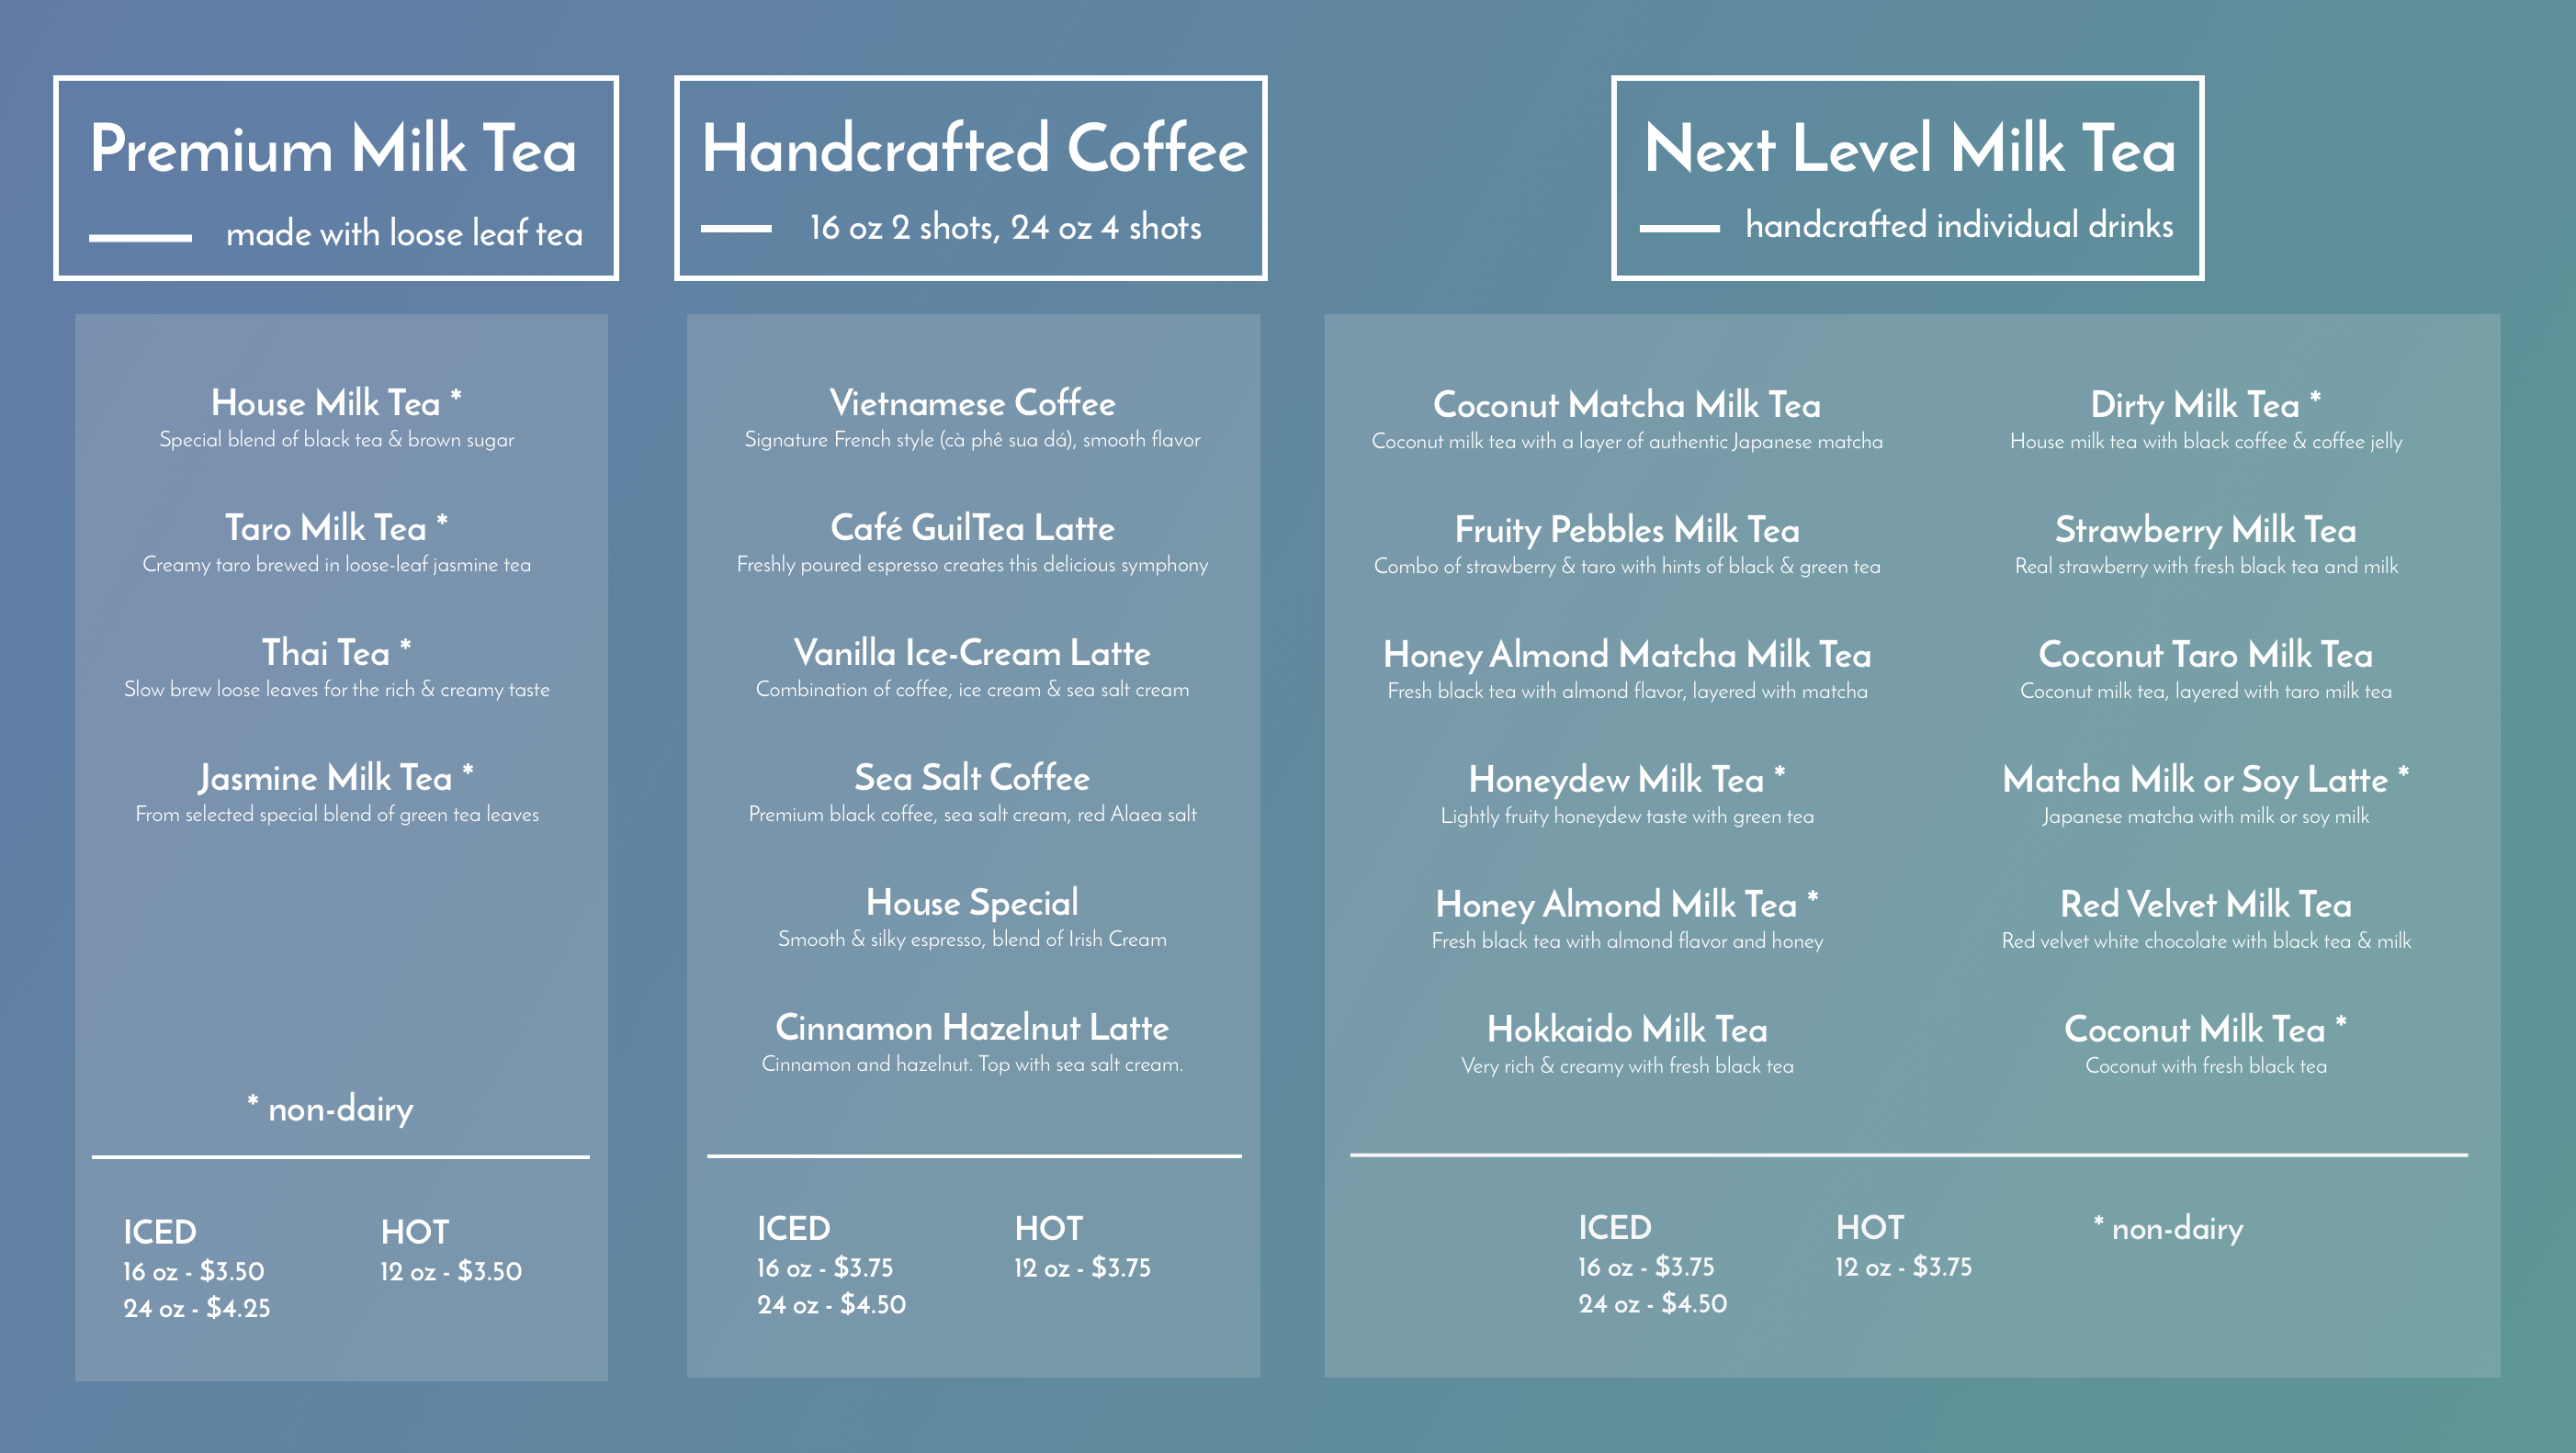 Premium Milk Tea
made with loose leaf tea
House Milk Tea *
Special blend of black tea & brown sugar
Taro Milk Tea *
Creamy taro brewed in loose-leaf jasmine tea
Thai Tea *
Slow brew loose leaves for the rich & creamy taste
Jasmine Milk Tea *
From selected special blend of green tea leaves
* non-dairy
ICED
16 oz - $3.50
24 oz - $4.25
HOT
12 oz - $3.50
Handcrafted Coffee
16 oz 2 shots, 24 oz 4 shots
Vietnamese Coffee
Signature French style (cà phê sua dá), smooth flavor
Café GuilTea Latte
Freshly poured espresso creates this delicious symphony
Vanilla Ice-Cream Latte
Combination of coffee, ice cream & sea salt cream
Sea Salt Coffee
Premium black coffee, sea salt cream, red Alaea salt
House Special
Smooth & silky espresso, blend of Irish Cream
Cinnamon Hazelnut Latte
Cinnamon and hazelnut. Top with sea salt cream.
ICED
16 oz - $3.75
24 oz - $4.50
HOT
12 oz - $3.75
Next Level Milk Tea
handcrafted individual drinks
Coconut Matcha Milk Tea
Coconut milk tea with a layer of authentic Japanese matcha
Fruity Pebbles Milk Tea
Combo of strawberry & taro with hints of black & green tea
Honey Almond Matcha Milk Tea
Fresh black tea with almond flavor, layered with matcha
Honeydew Milk Tea *
Lightly fruity honeydew taste with green tea
Honey Almond Milk Tea *
Fresh black tea with almond flavor and honey
Hokkaido Milk Tea
Very rich & creamy with fresh black tea
Dirty Milk Tea *
House milk tea with black coffee & coffee jelly
Strawberry Milk Tea
Real strawberry with fresh black tea and milk
Coconut Taro Milk Tea
Coconut milk tea, layered with taro milk tea
Matcha Milk or Soy Latte *
Japanese matcha with milk or soy milk
Red Velvet Milk Tea
Red velvet white chocolate with black tea & milk
Coconut Milk Tea *
Coconut with fresh black tea
ICED
16 oz - $3.75
24 oz - $4.50
HOT
12 oz - $3.75
* non-dairy